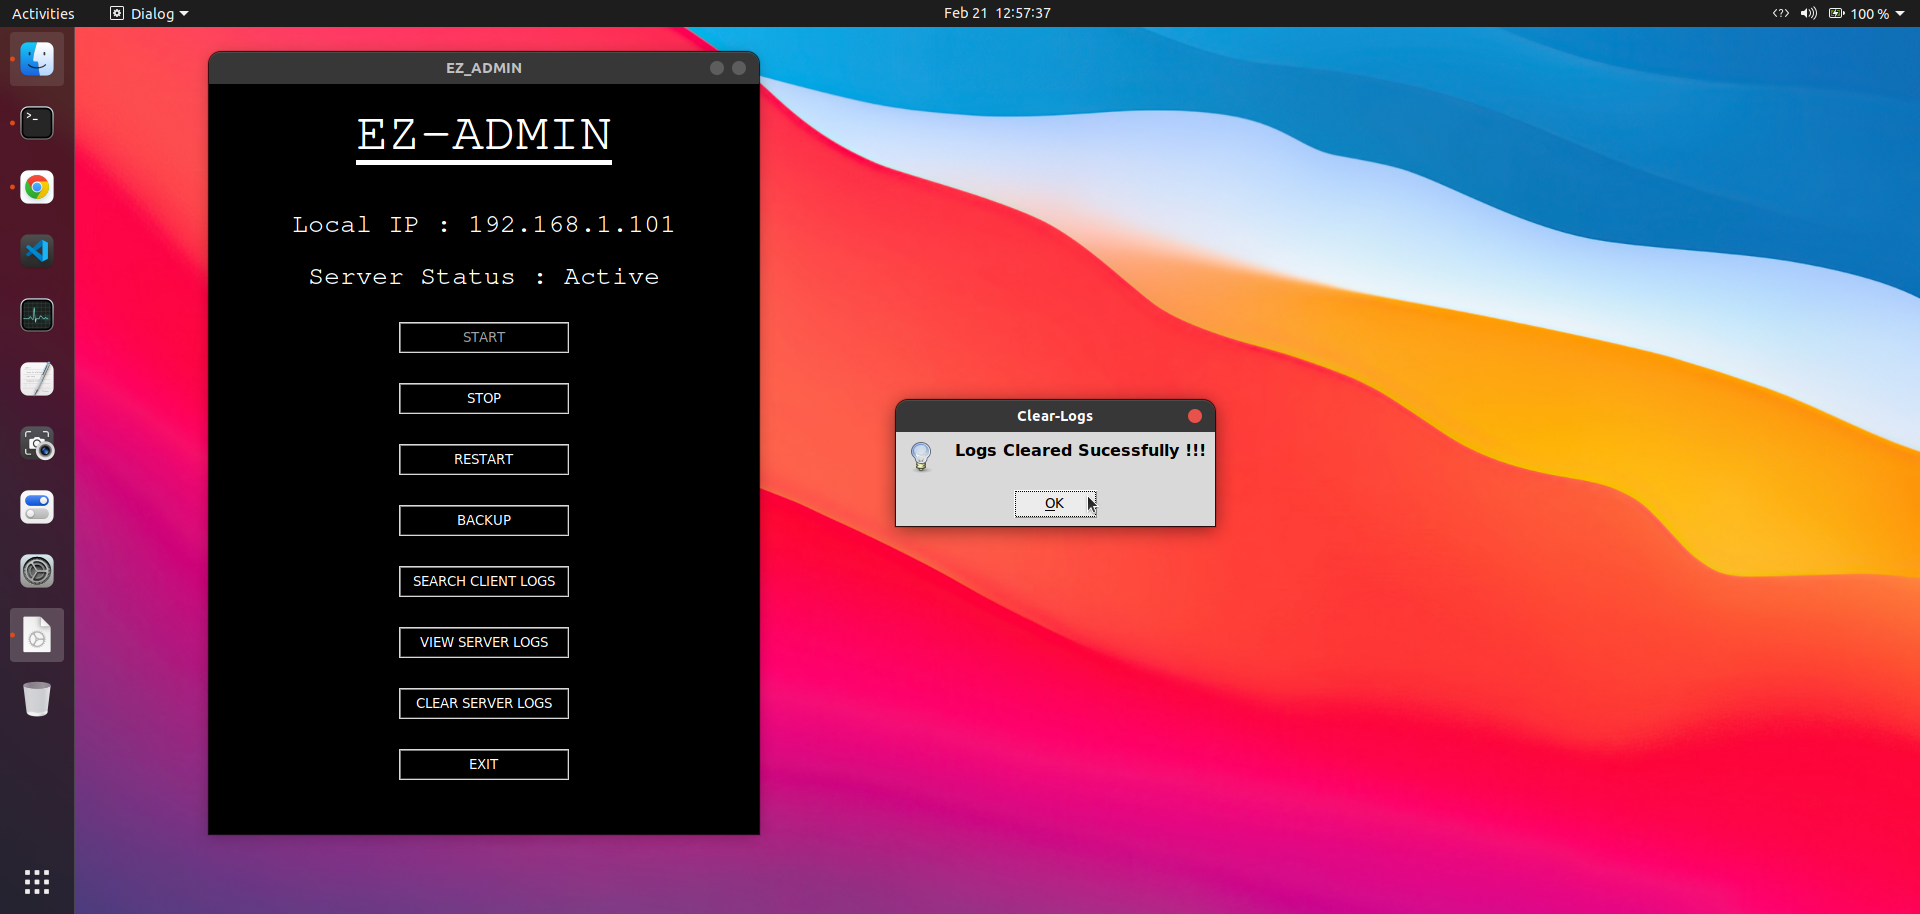 Activities Dialog Feb 21 12:57:37 100 %
EZ_ADMIN
EZ-ADMIN
Local IP : 192.168.1.101
Server Status : Active
START
STOP
RESTART
BACKUP
SEARCH CLIENT LOGS
VIEW SERVER LOGS
CLEAR SERVER LOGS
EXIT
Clear-Logs
Logs Cleared Sucessfully !!!
OK